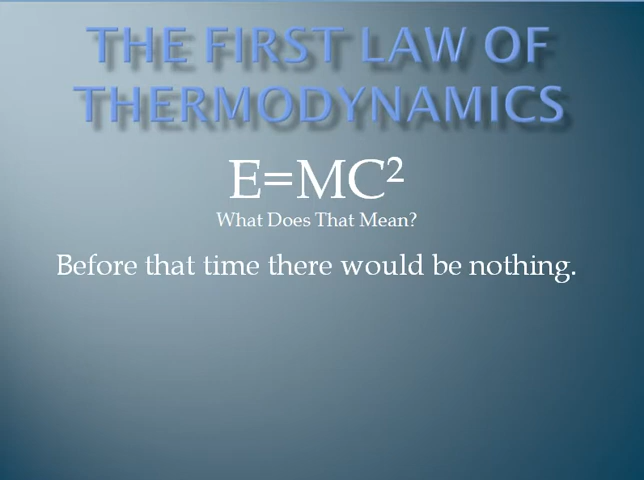 THE FIRST LAW OF
THERMODYNAMICS
E=MC²
What Does That Mean?
Before that time there would be nothing.